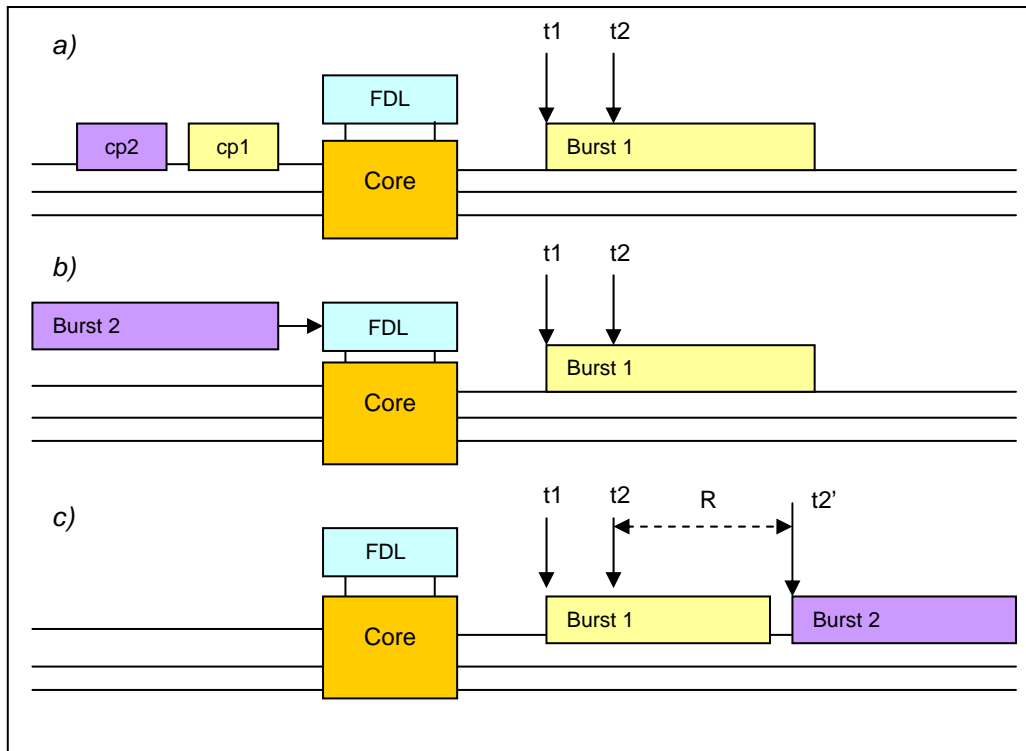 a)
t1 t2
FDL
cp2 cp1 Burst 1
Core
b)
t1 t2
Burst 2 FDL Burst 1
Core
c)
t1 t2 R t2’
FDL
Burst 1 Burst 2
Core